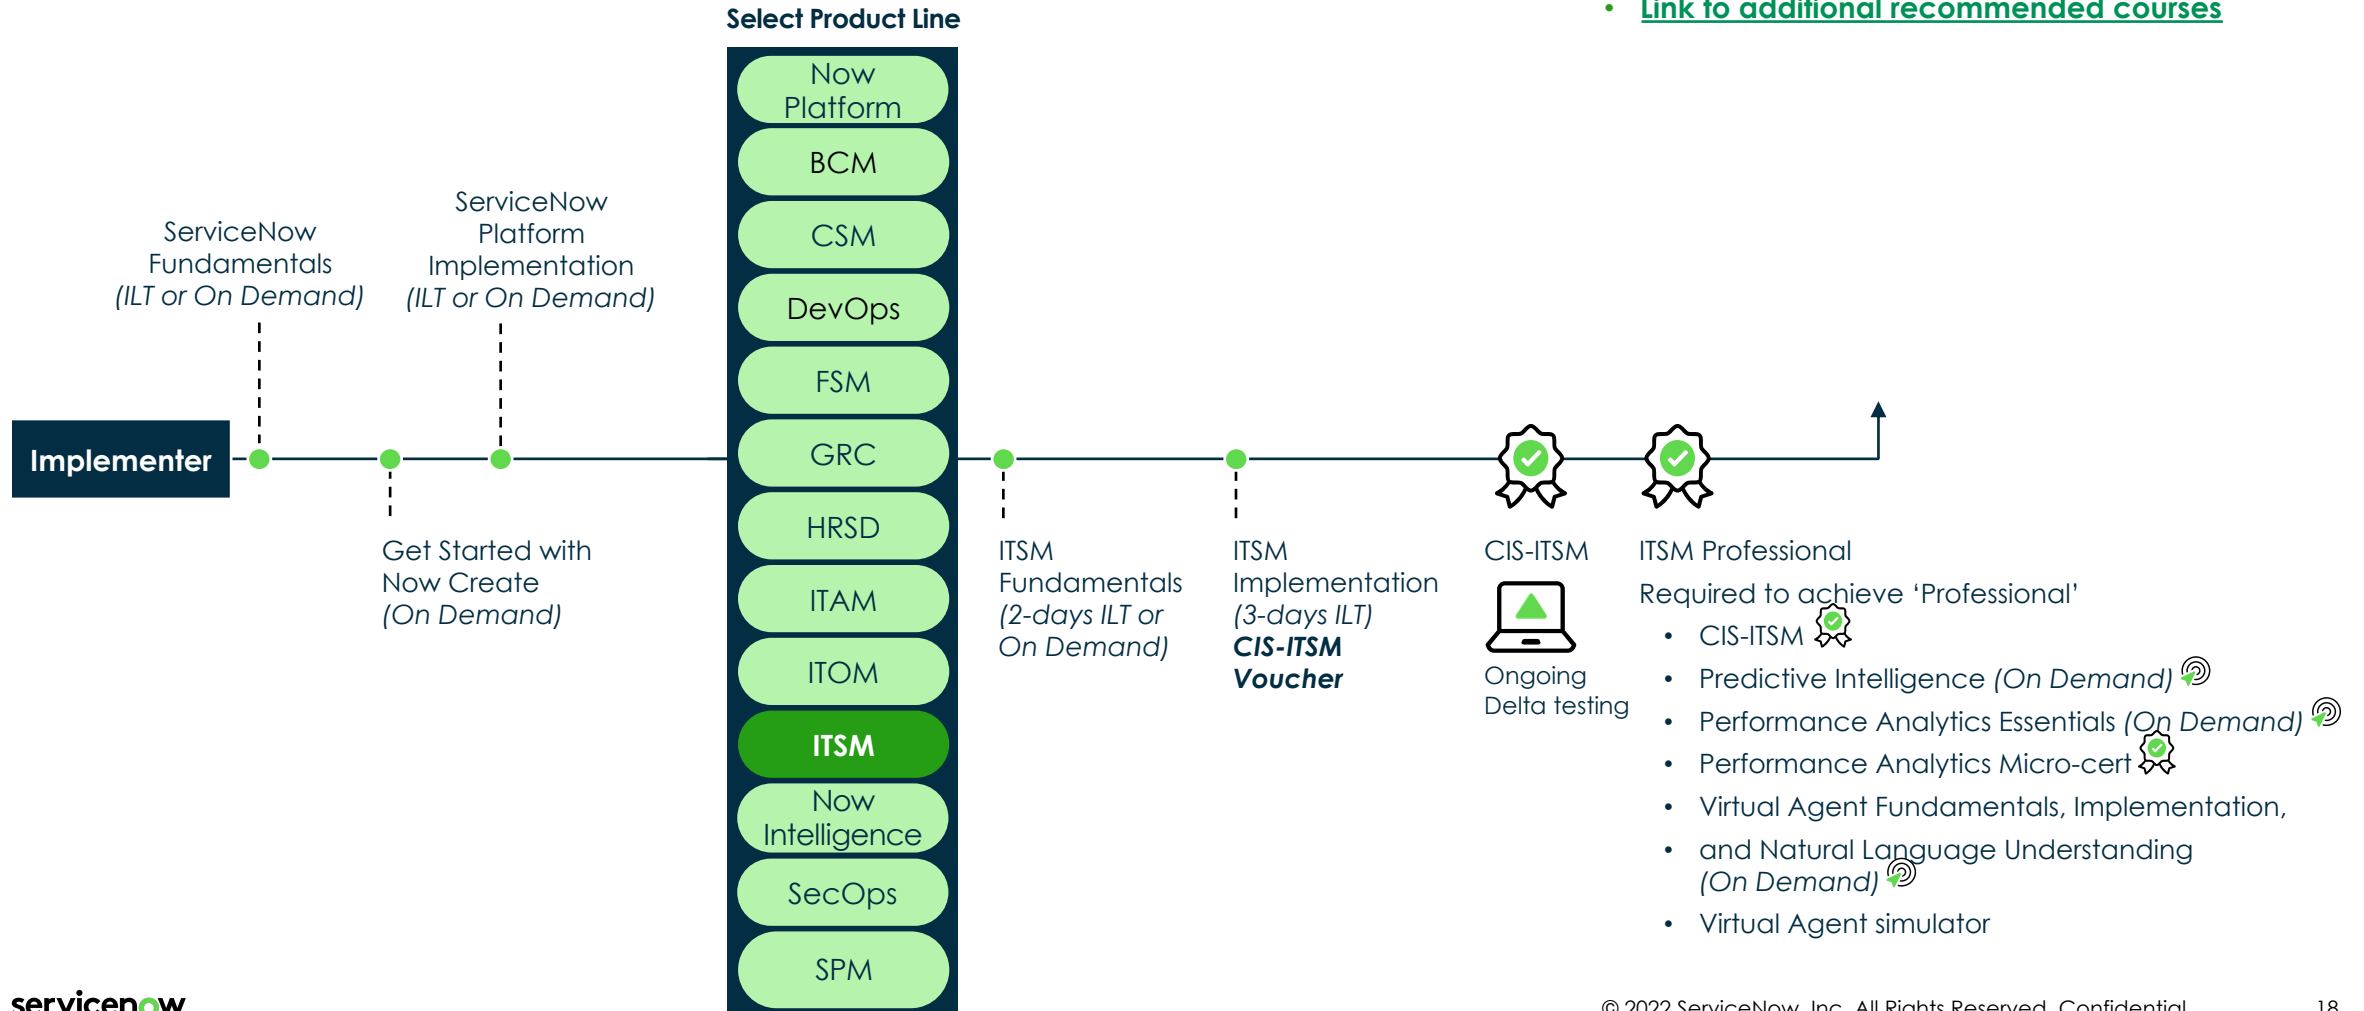 Select Product Line
• Link to additional recommended courses
Now
Platform
BCM
CSM
DevOps
FSM
GRC
HRSD
ITAM
ITOM
ITSM
Now
Intelligence
SecOps
SPM
ServiceNow
Fundamentals
(ILT or On Demand)
ServiceNow
Platform
Implementation
(ILT or On Demand)
Implementer
Get Started with
Now Create
(On Demand)
ITSM
Fundamentals
(2-days ILT or
On Demand)
ITSM
Implementation
(3-days ILT)
CIS-ITSM
Voucher
CIS-ITSM
Ongoing
Delta testing
ITSM Professional
Required to achieve ‘Professional’
• CIS-ITSM
• Predictive Intelligence (On Demand)
• Performance Analytics Essentials (On Demand)
• Performance Analytics Micro-cert
• Virtual Agent Fundamentals, Implementation,
• and Natural Language Understanding
(On Demand)
• Virtual Agent simulator
servicenow
© 2022 ServiceNow, Inc. All Rights Reserved. Confidential.
18